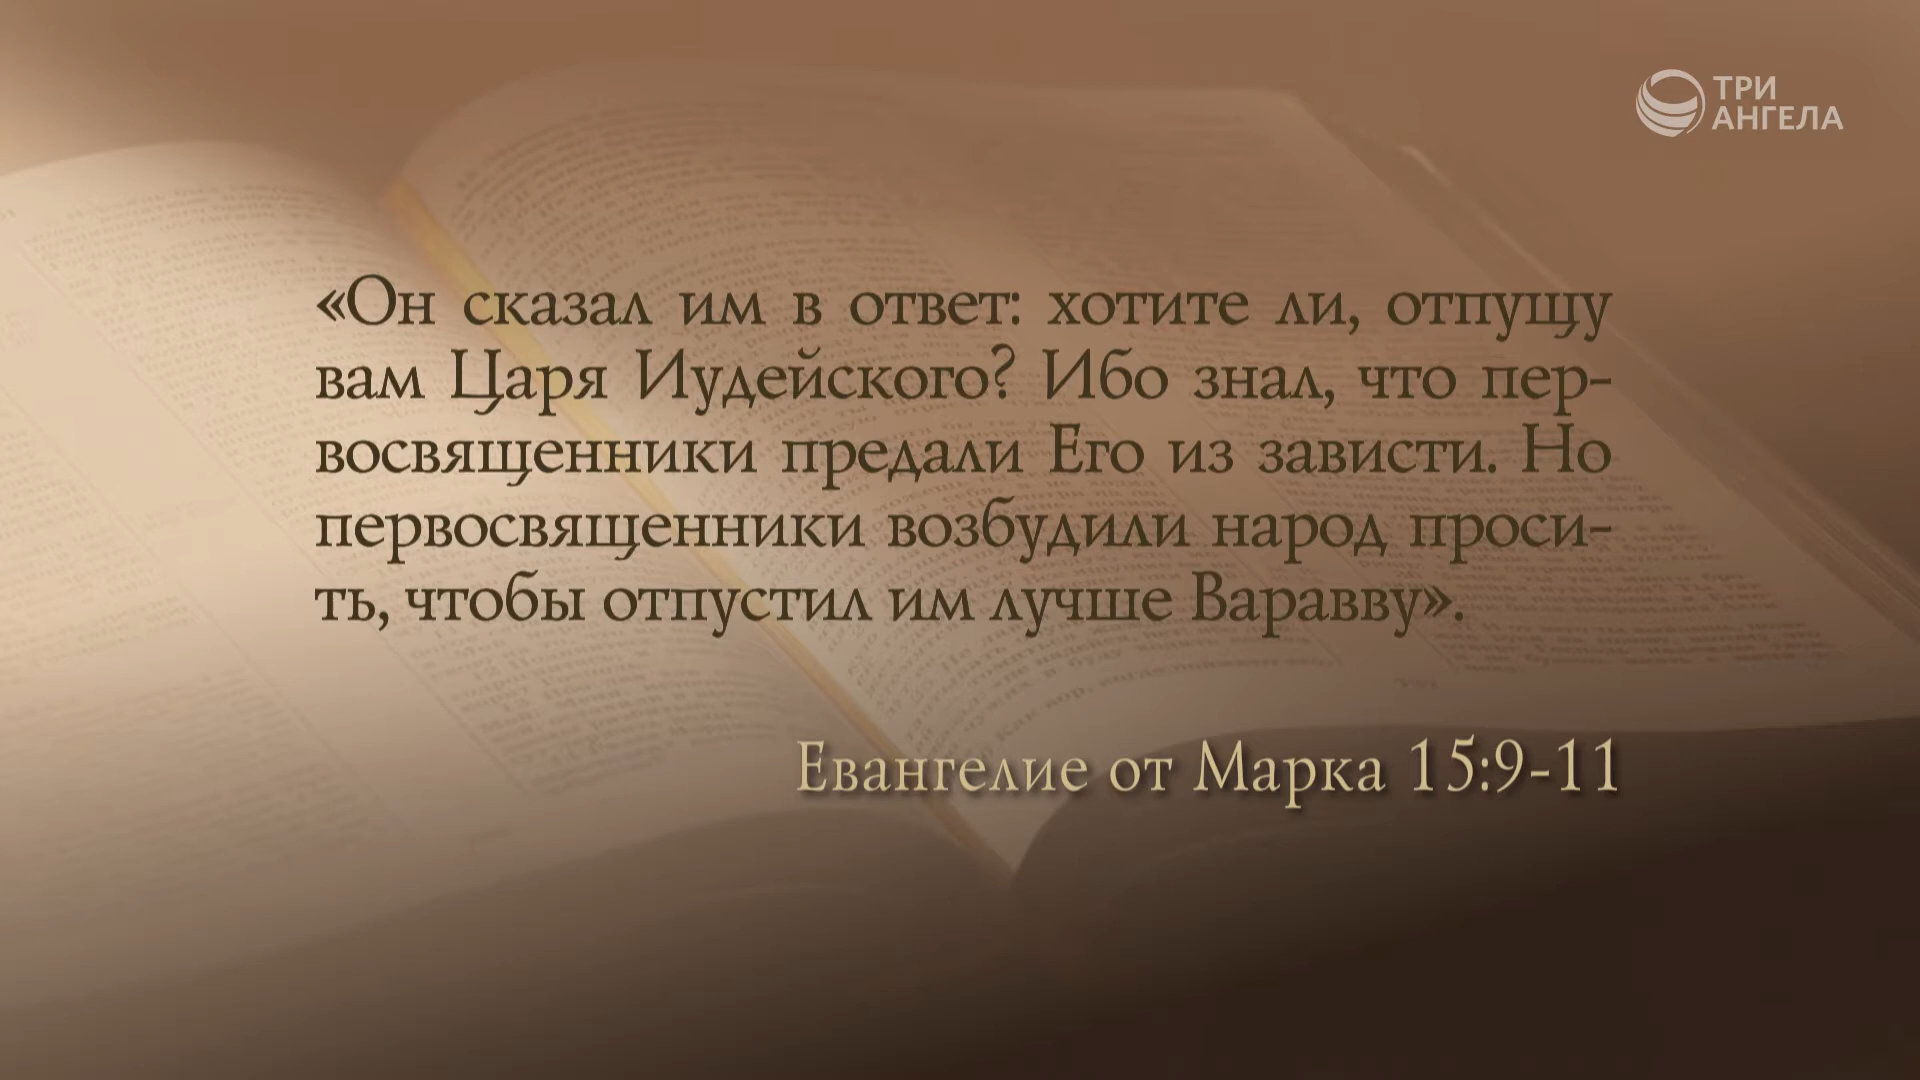 ТРИ
АНГЕЛА
«Он сказал им в ответ: хотите ли, отпущу
вам Царя Иудейского? Ибо знал, что пер-
восвященники предали Его из зависти. Но
первосвященники возбудили народ проси-
ть, чтобы отпустил им лучше Варавву».
Евангелие от Марка 15:9-11